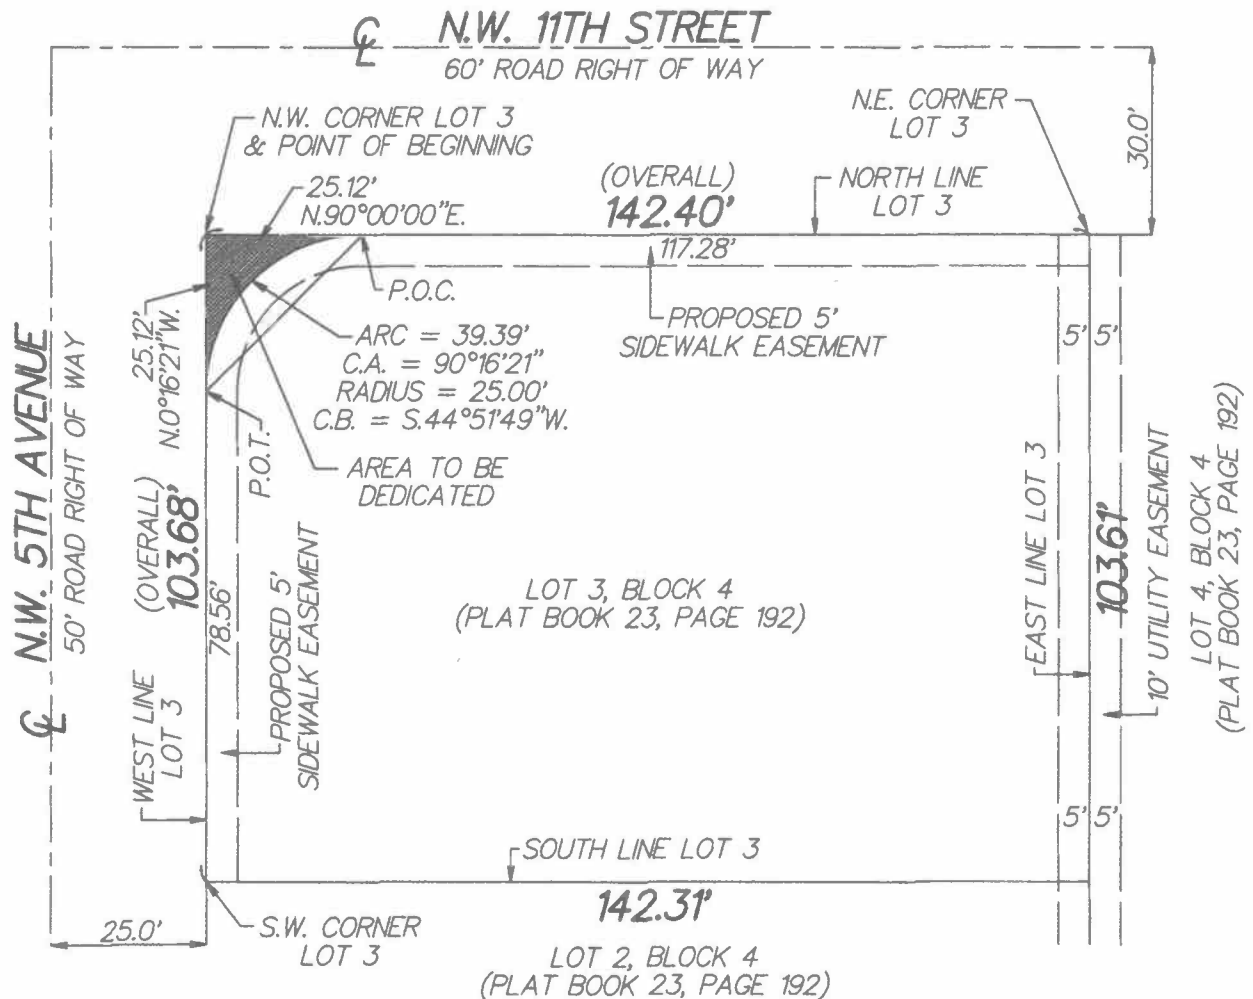 ℄ N.W. 11TH STREET
60' ROAD RIGHT OF WAY
N.W. CORNER LOT 3
& POINT OF BEGINNING
N.E. CORNER
LOT 3
30.0'
25.12'
N.90°00'00"E.
(OVERALL)
142.40'
NORTH LINE
LOT 3
117.28'
P.O.C.
PROPOSED 5'
SIDEWALK EASEMENT
ARC = 39.39'
C.A. = 90°16'21"
RADIUS = 25.00'
C.B. = S.44°51'49"W.
25.12'
N.0°16'21"W.
P.O.T.
AREA TO BE
DEDICATED
5' 5'
℄ N.W. 5TH AVENUE
50' ROAD RIGHT OF WAY
(OVERALL)
103.68'
78.56'
PROPOSED 5'
SIDEWALK EASEMENT
WEST LINE
LOT 3
LOT 3, BLOCK 4
(PLAT BOOK 23, PAGE 192)
EAST LINE LOT 3
103.61'
10' UTILITY EASEMENT
LOT 4, BLOCK 4
(PLAT BOOK 23, PAGE 192)
5' 5'
SOUTH LINE LOT 3
142.31'
25.0'
S.W. CORNER
LOT 3
LOT 2, BLOCK 4
(PLAT BOOK 23, PAGE 192)